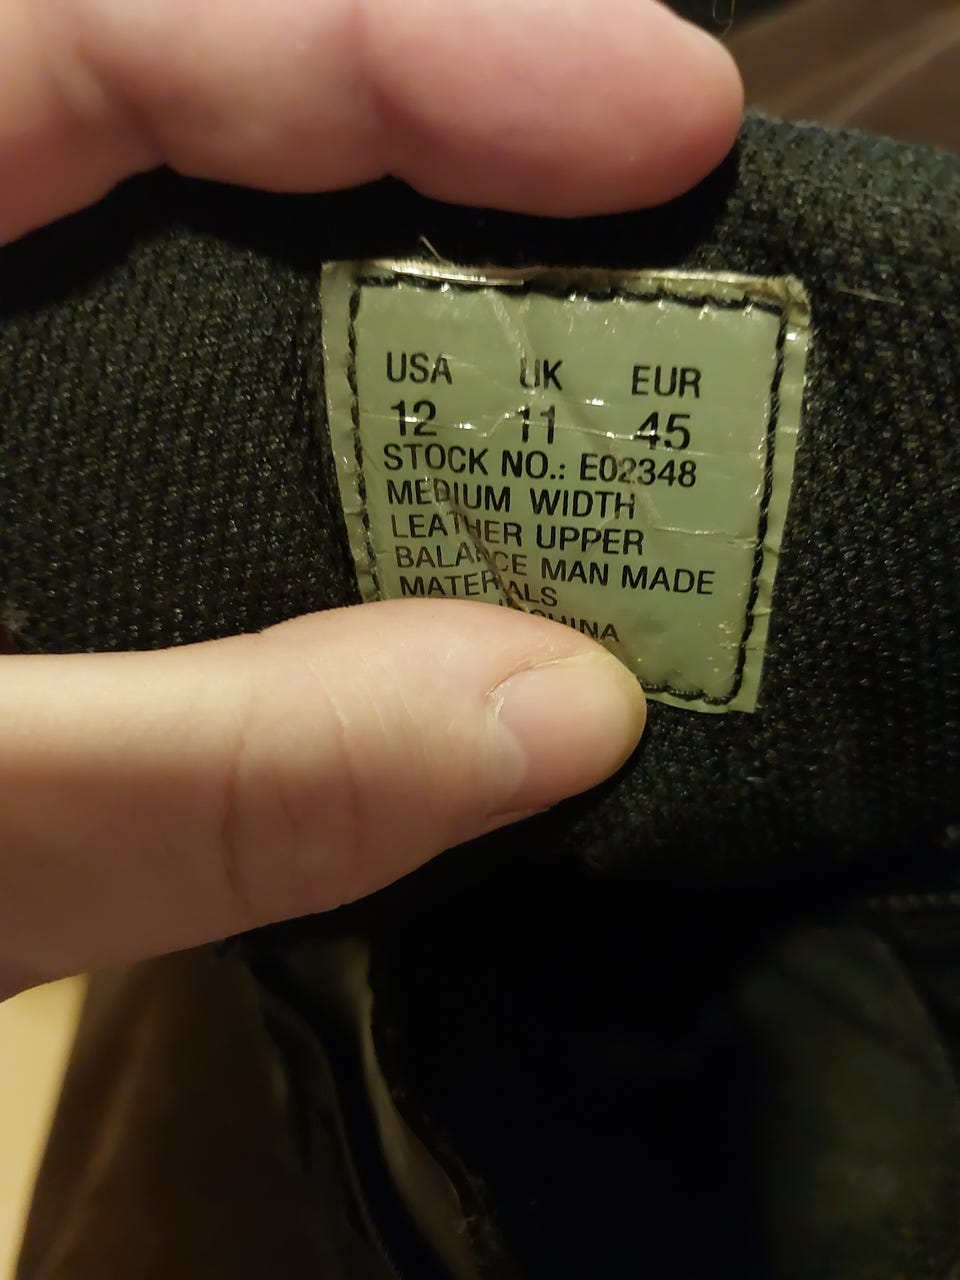 USA UK EUR
12 11 45
STOCK NO.: E02348
MEDIUM WIDTH
LEATHER UPPER
BALANCE MAN MADE
MATERIALS
CHINA